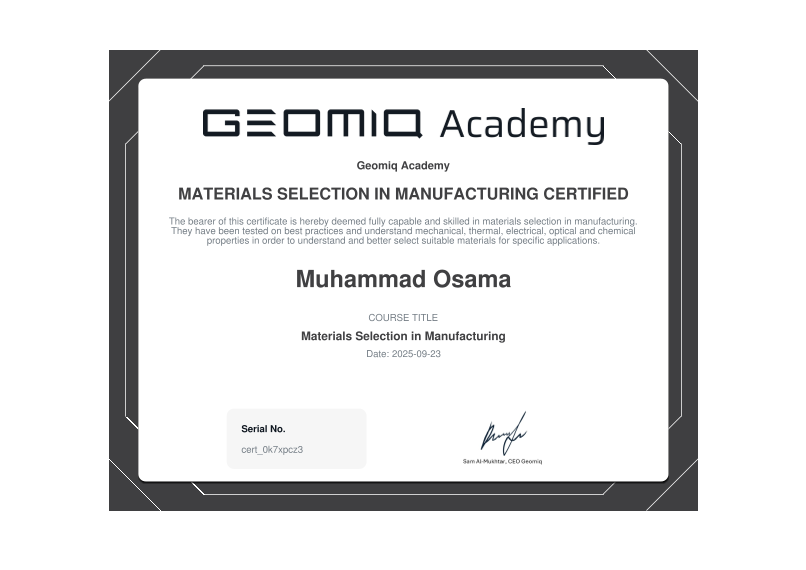 GEOMIQ Academy
Geomiq Academy
MATERIALS SELECTION IN MANUFACTURING CERTIFIED
The bearer of this certificate is hereby deemed fully capable and skilled in materials selection in manufacturing.
They have been tested on best practices and understand mechanical, thermal, electrical, optical and chemical
properties in order to understand and better select suitable materials for specific applications.
Muhammad Osama
COURSE TITLE
Materials Selection in Manufacturing
Date: 2025-09-23
Serial No.
cert_0k7xpcz3
Sam Al-Mukhtar, CEO Geomiq